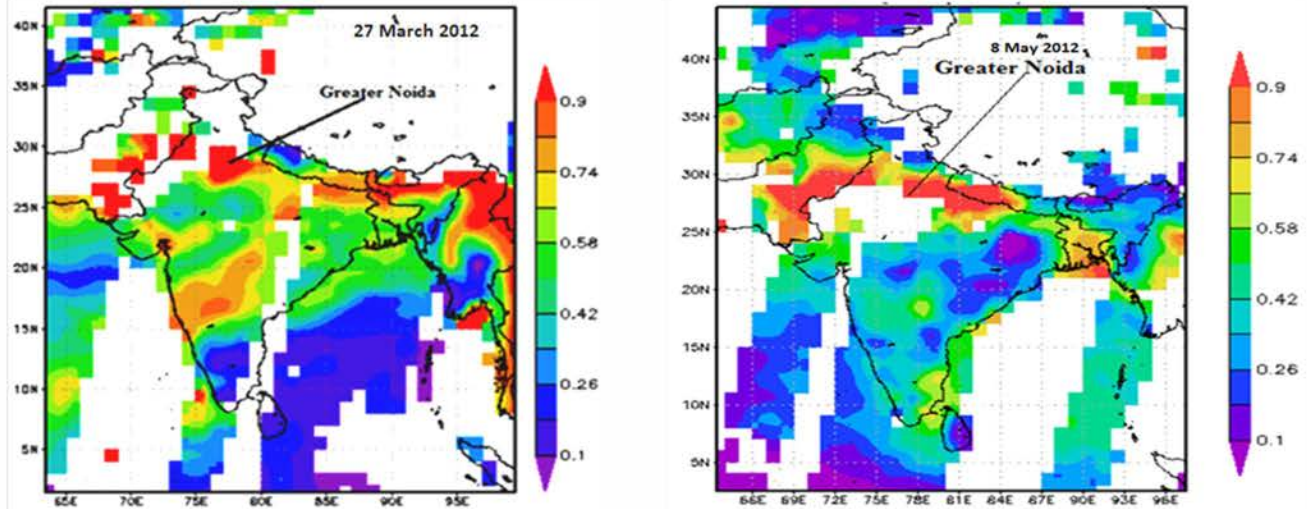 27 March 2012
Greater Noida
40N
35N
30N
25N
20N
15N
10N
5N
65E
70E
75E
80E
85E
90E
95E
0.9
0.74
0.58
0.42
0.26
0.1
8 May 2012
Greater Noida
40N
35N
30N
25N
20N
15N
10N
5N
66E
69E
72E
75E
78E
81E
84E
87E
90E
93E
96E
0.9
0.74
0.58
0.42
0.26
0.1